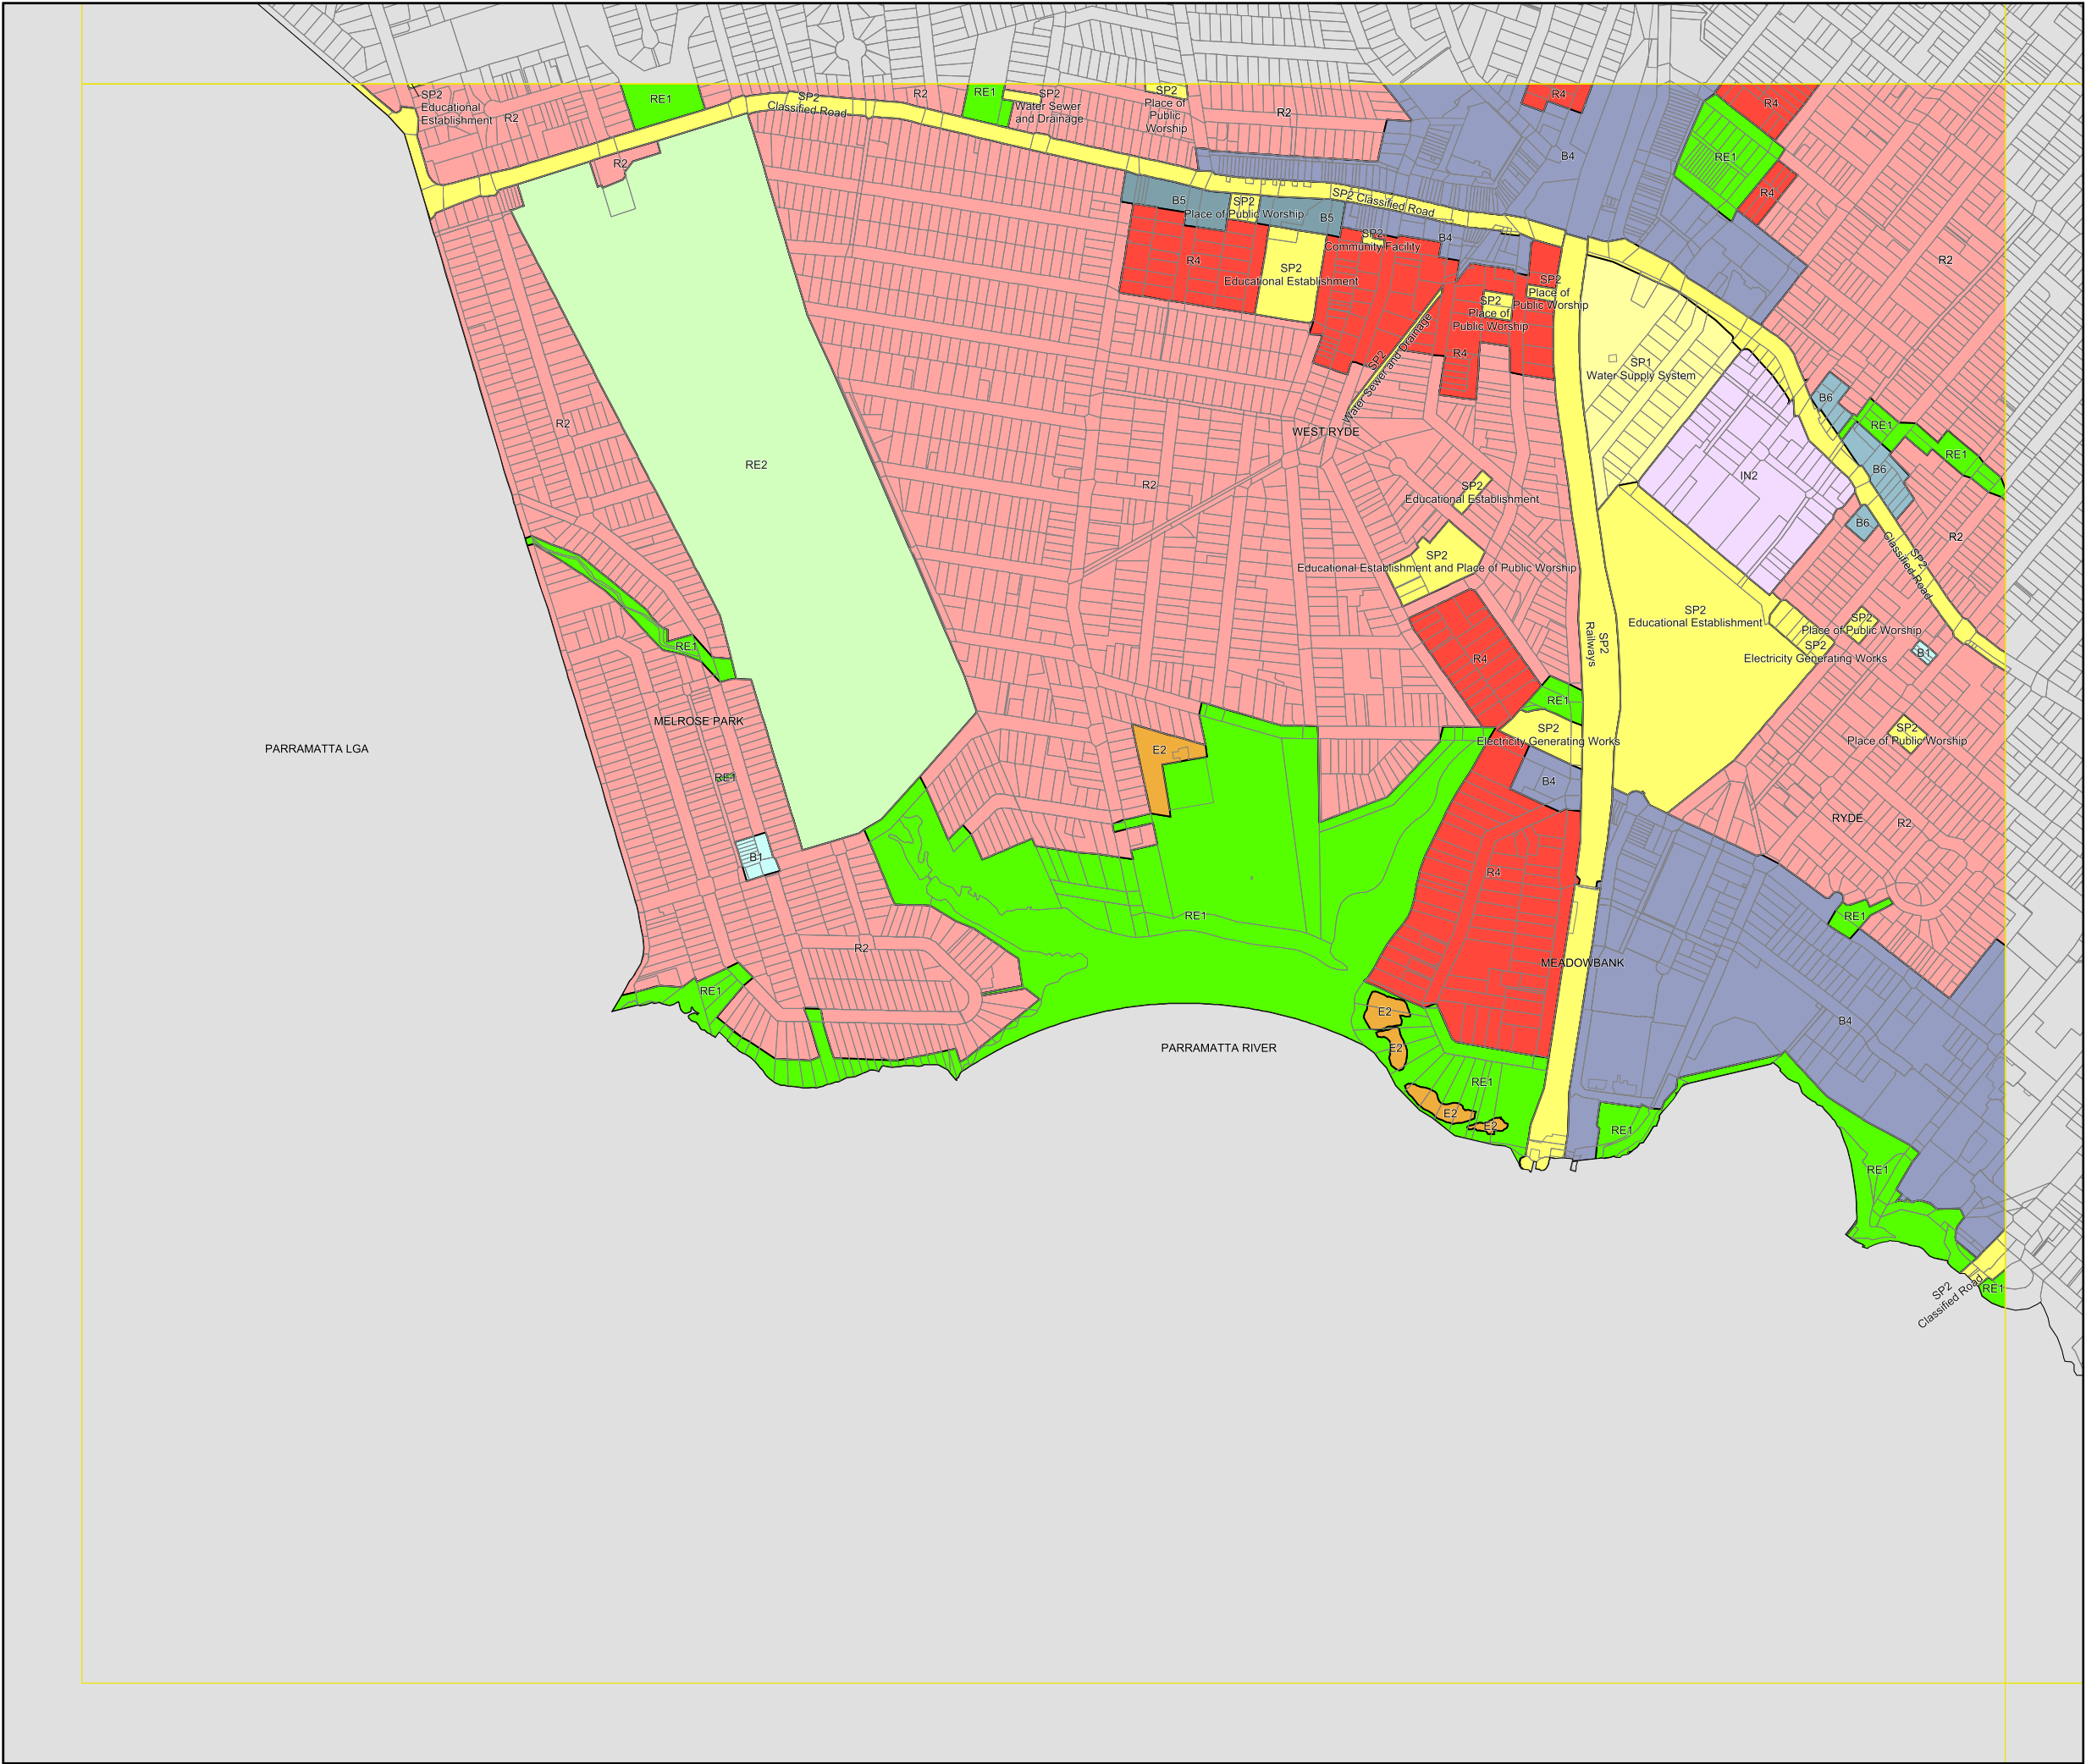 SP2
Educational
Establishment
R2
RE1
SP2
Classified Road
R2
RE1
SP2
Water Sewer
and Drainage
SP2
Place of
Public
Worship
R2
R4
B4
R4
RE1
R4
R2
R2
B5
SP2
Place of Public Worship
B5
SP2 Classified Road
B4
SP2
Community Facility
R4
SP2
Educational Establishment
SP2
Place of
Public Worship
SP2
Place of
Public Worship
R4
SP2
Water Sewer and Drainage
SP1
Water Supply System
B6
RE1
RE1
B6
B6
IN2
R2
SP2
Classified Road
R2
RE2
WEST RYDE
R2
SP2
Educational Establishment
SP2
Educational Establishment and Place of Public Worship
SP2
Railways
SP2
Educational Establishment
SP2
Place of Public Worship
SP2
Electricity Generating Works
B1
RE1
R4
RE1
SP2
Electricity Generating Works
SP2
Place of Public Worship
MELROSE PARK
PARRAMATTA LGA
E2
B4
RE1
RYDE
R2
B1
R4
RE1
RE1
R2
MEADOWBANK
RE1
B4
E2
E2
PARRAMATTA RIVER
RE1
E2
E2
RE1
RE1
SP2
Classified Road
RE1